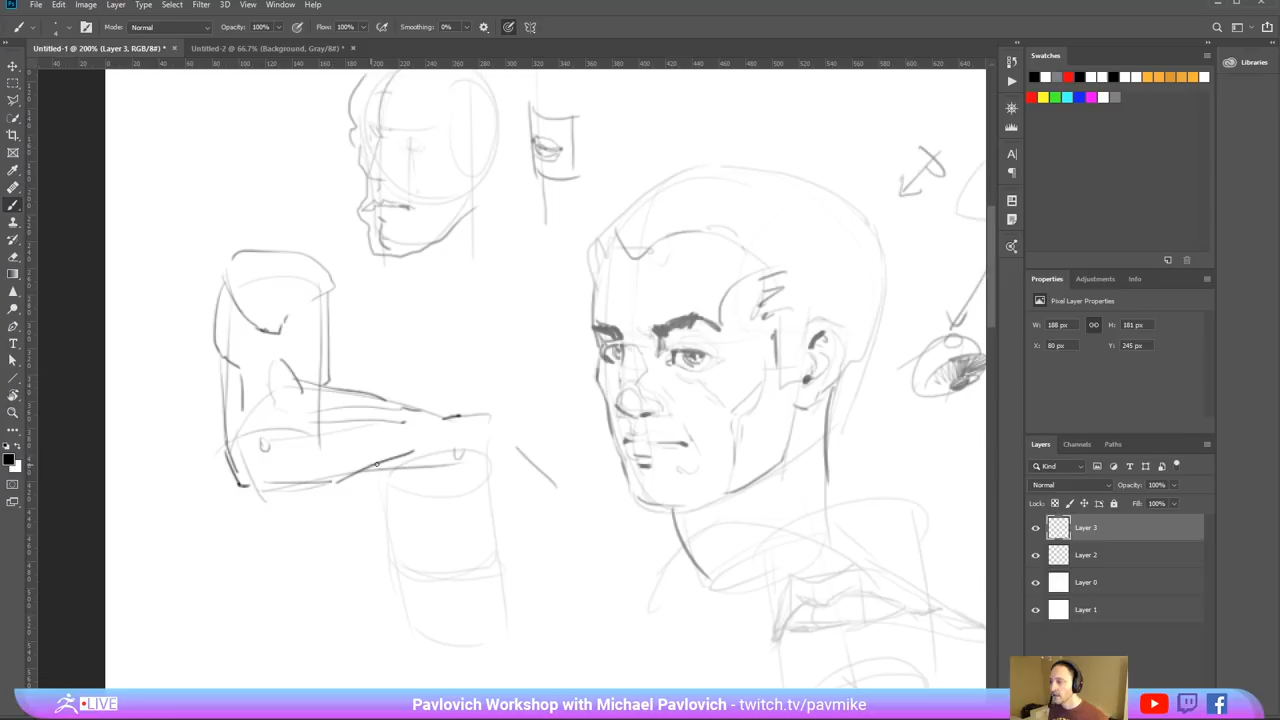 File Edit Image Layer Type Select Filter 3D View Window Help
Mode: Normal Opacity: 100% Flow: 100% Smoothing: 0%
Untitled-1 @ 200% (Layer 3, RGB/8#) * × Untitled-2 @ 66.7% (Background, Gray/8#) * ×
Swatches
Libraries
Properties Adjustments Info
Pixel Layer Properties
W: 188 px H: 181 px
X: 80 px Y: 245 px
Layers Channels Paths
Kind
Normal Opacity: 100%
Lock: Fill: 100%
Layer 3
Layer 2
Layer 0
Layer 1
LIVE Pavlovich Workshop with Michael Pavlovich - twitch.tv/pavmike